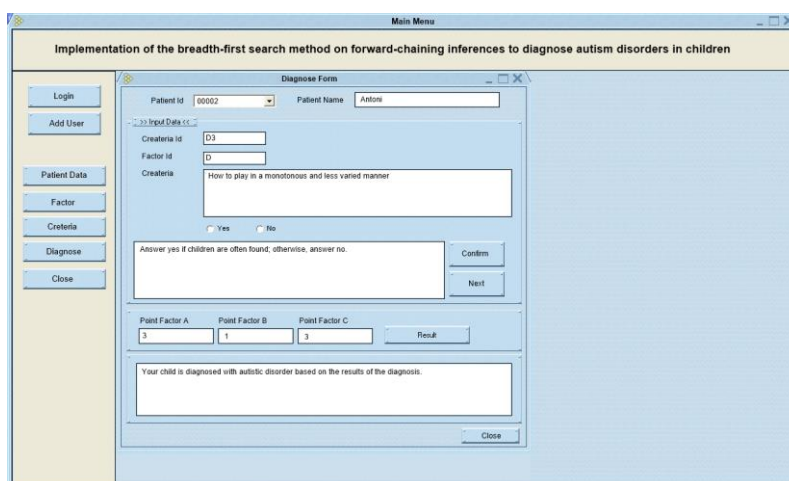 Main Menu
Implementation of the breadth-first search method on forward-chaining inferences to diagnose autism disorders in children
Login
Add User
Patient Data
Factor
Creteria
Diagnose
Close
Diagnose Form
Patient Id 00002 Patient Name Antoni
>> Input Data <<
Createria Id D3
Factor Id D
Createria How to play in a monotonous and less varied manner
Yes No
Answer yes if children are often found; otherwise, answer no.
Confirm
Next
Point Factor A Point Factor B Point Factor C
3 1 3 Result
Your child is diagnosed with autistic disorder based on the results of the diagnosis.
Close